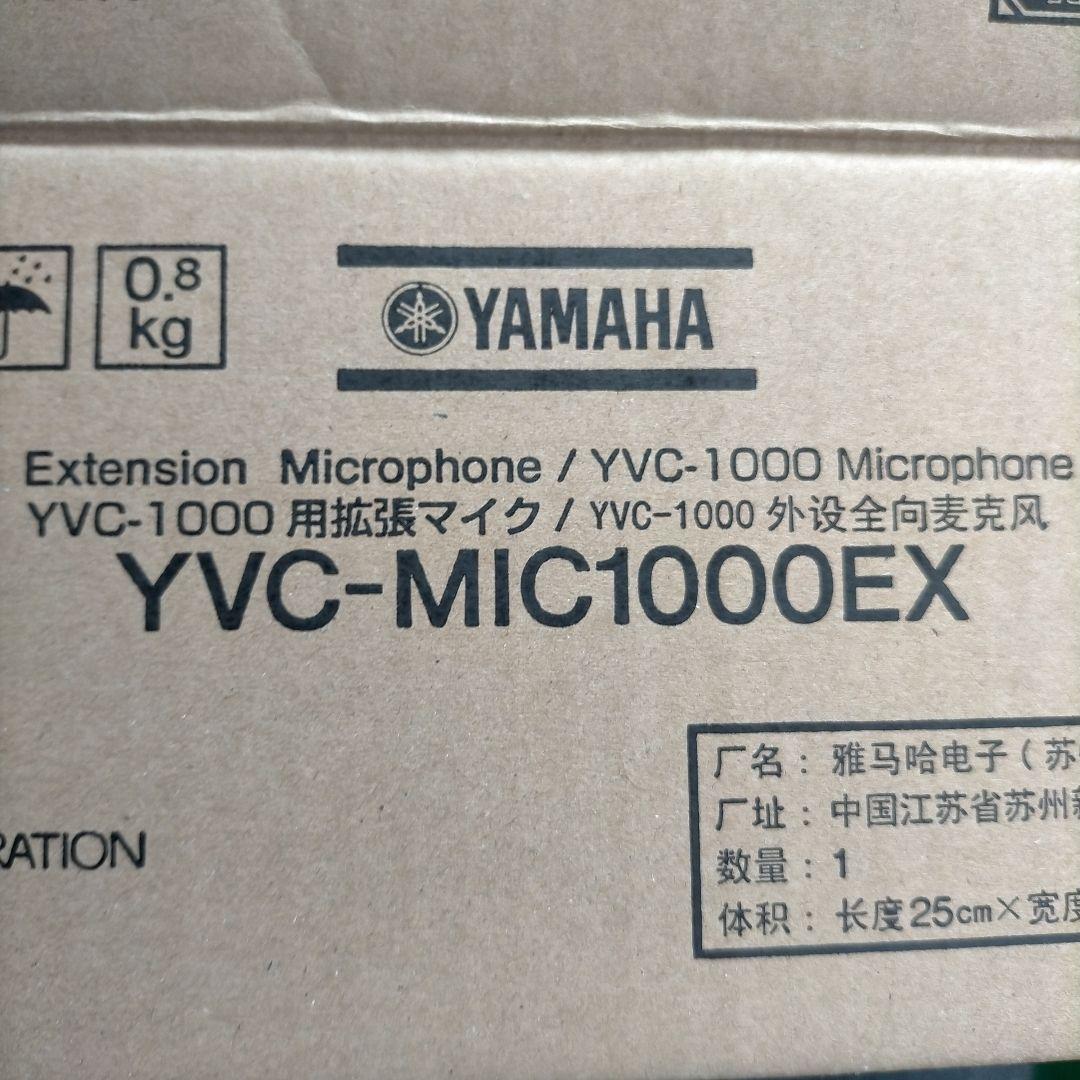 0.8
kg
YAMAHA
Extension Microphone / YVC-1000 Microphone
YVC-1000 用拡張マイク / YVC-1000 外设全向麦克风
YVC-MIC1000EX
厂名：雅马哈电子（苏
厂址：中国江苏省苏州新
数量：1
体积：长度25cm×宽度
RATION